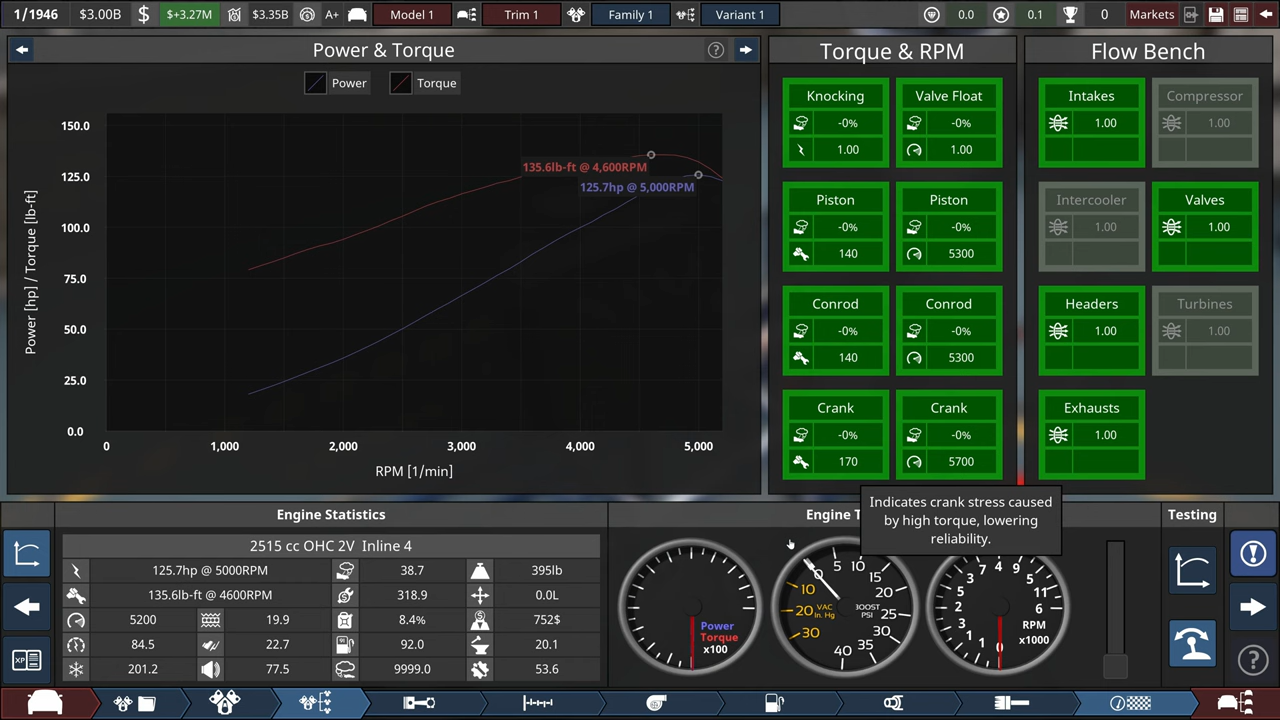 1/1946 $3.00B $+3.27M $3.35B A+ Model 1 Trim 1 Family 1 Variant 1 0.0 0.1 0 Markets
Power & Torque
Power Torque
150.0
125.0
100.0
75.0
50.0
25.0
0.0
Power [hp] / Torque [lb-ft]
135.6lb-ft @ 4,600RPM
125.7hp @ 5,000RPM
0 1,000 2,000 3,000 4,000 5,000
RPM [1/min]
Torque & RPM
Knocking Valve Float
-0% -0%
1.00 1.00
Piston Piston
-0% -0%
140 5300
Conrod Conrod
-0% -0%
140 5300
Crank Crank
-0% -0%
170 5700
Flow Bench
Intakes Compressor
1.00 1.00
Intercooler Valves
1.00 1.00
Headers Turbines
1.00 1.00
Exhausts
1.00
Indicates crank stress caused
by high torque, lowering
reliability.
Engine Statistics
2515 cc OHC 2V Inline 4
125.7hp @ 5000RPM 38.7 395lb
135.6lb-ft @ 4600RPM 318.9 0.0L
5200 19.9 8.4% 752$
84.5 22.7 92.0 20.1
201.2 77.5 9999.0 53.6
Engine T
Power
Torque
x100
30 20 10 0 5 10 15 20 25 30 35 40
VAC
In. Hg
BOOST
PSI
0 1 1 2 3 5 7 4 9 5 11 6
RPM
x1000
Testing
XP